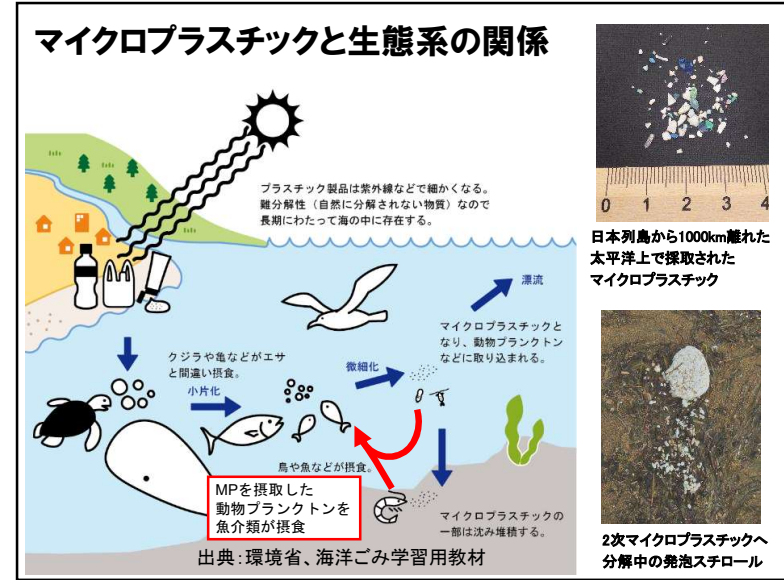 マイクロプラスチックと生態系の関係
プラスチック製品は紫外線などで細かくなる。
難分解性（自然に分解されない物質）なので
長期にわたって海の中に存在する。
漂流
マイクロプラスチックと
なり、動物プランクトン
などに取り込まれる。
クジラや亀などがエサ
と間違い摂食。
小片化
微細化
鳥や魚などが摂食。
MPを摂取した
動物プランクトンを
魚介類が摂食
マイクロプラスチックの
一部は沈み堆積する。
出典：環境省、海洋ごみ学習用教材
0 1 2 3 4
日本列島から1000km離れた
太平洋上で採取された
マイクロプラスチック
2次マイクロプラスチックへ
分解中の発泡スチロール